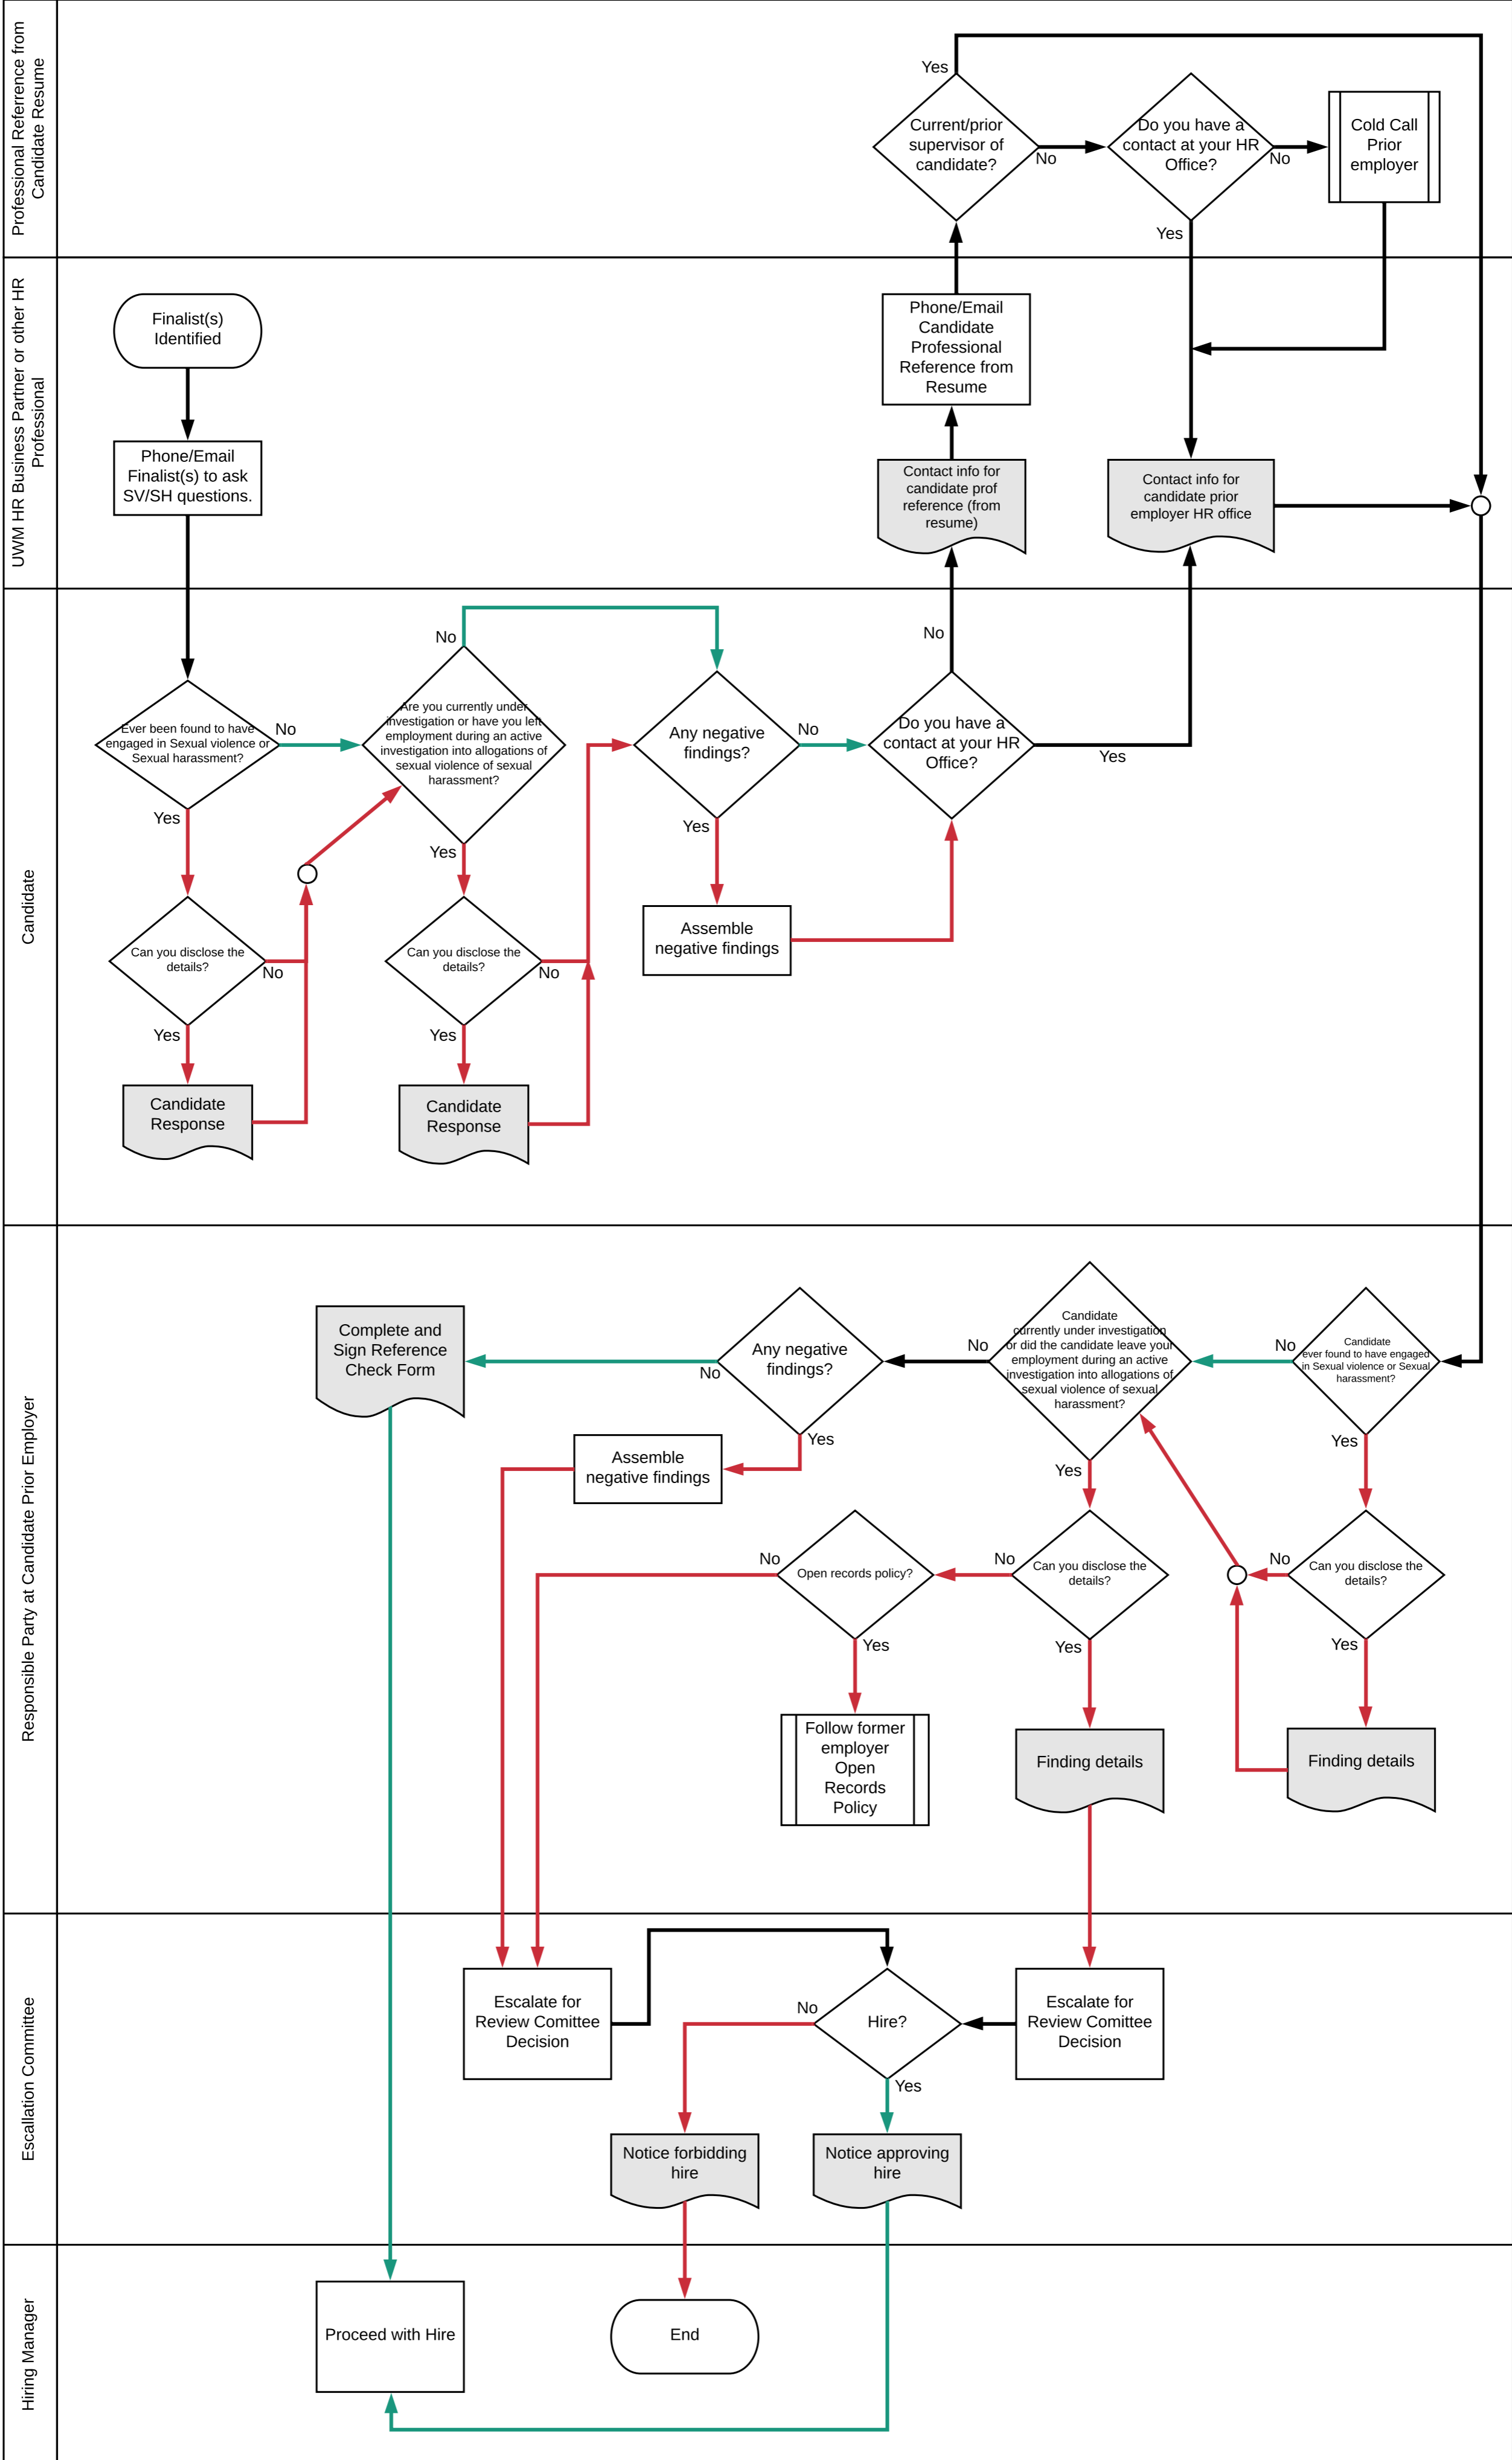 Professional Referrence from
Candidate Resume
Yes
Current/prior
supervisor of
candidate?
No
Do you have a
contact at your HR
Office?
No
Yes
Cold Call
Prior
employer
UWM HR Business Partner or other HR
Professional
Finalist(s)
Identified
Phone/Email
Finalist(s) to ask
SV/SH questions.
Phone/Email
Candidate
Professional
Reference from
Resume
Contact info for
candidate prof
reference (from
resume)
Contact info for
candidate prior
employer HR office
Candidate
Ever been found to have
engaged in Sexual violence or
Sexual harassment?
No
Yes
No
Are you currently under
investigation or have you left
employment during an active
investigation into allogations of
sexual violence of sexual
harassment?
Yes
Any negative
findings?
No
Yes
No
Do you have a
contact at your HR
Office?
Yes
Assemble
negative findings
Can you disclose the
details?
No
Yes
Can you disclose the
details?
No
Yes
Candidate
Response
Candidate
Response
Responsible Party at Candidate Prior Employer
Complete and
Sign Reference
Check Form
Any negative
findings?
No
Yes
No
Candidate
currently under investigation
or did the candidate leave your
employment during an active
investigation into allogations of
sexual violence of sexual
harassment?
Yes
No
Candidate
ever found to have engaged
in Sexual violence or Sexual
harassment?
Yes
Assemble
negative findings
No
Open records policy?
Yes
No
Can you disclose the
details?
Yes
No
Can you disclose the
details?
Yes
Follow former
employer
Open
Records
Policy
Finding details
Finding details
Escallation Committee
Escalate for
Review Comittee
Decision
No
Hire?
Yes
Escalate for
Review Comittee
Decision
Notice forbidding
hire
Notice approving
hire
Hiring Manager
Proceed with Hire
End